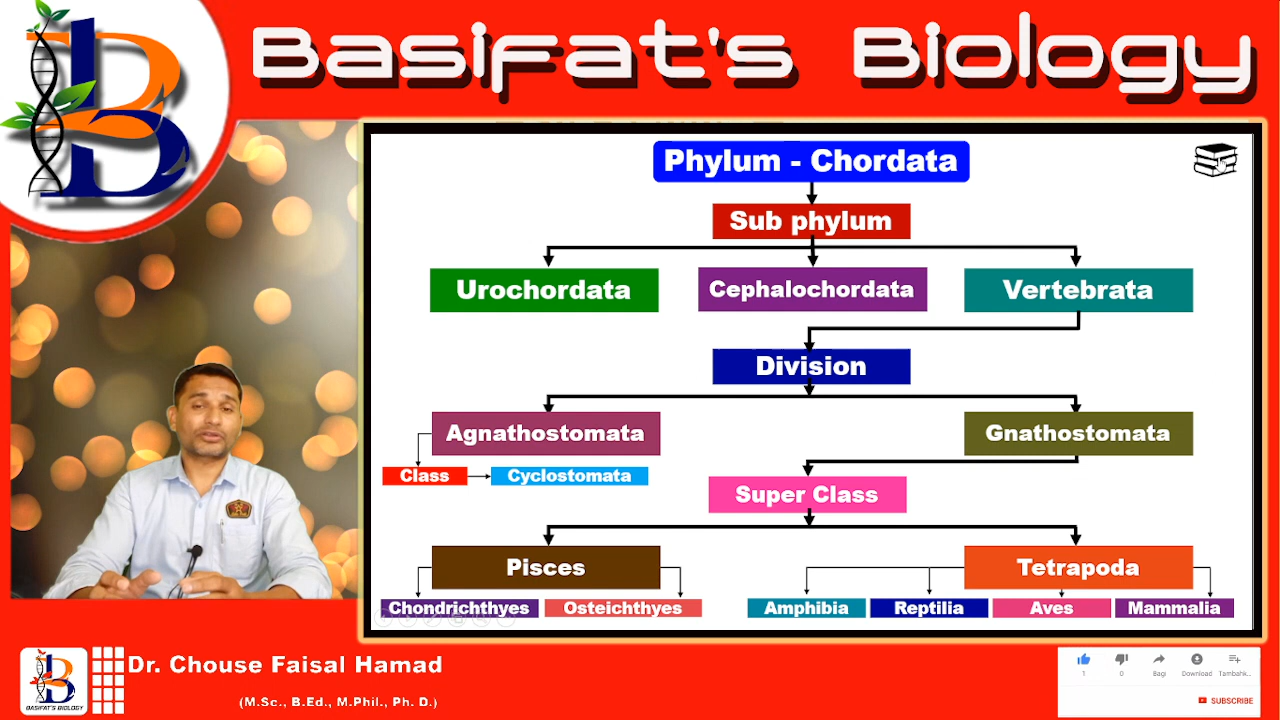 Basifat's Biology
Phylum - Chordata
Sub phylum
Urochordata
Cephalochordata
Vertebrata
Division
Agnathostomata
Gnathostomata
Class
Cyclostomata
Super Class
Pisces
Tetrapoda
Chondrichthyes
Osteichthyes
Amphibia
Reptilia
Aves
Mammalia
BASIFAT'S BIOLOGY
Dr. Chouse Faisal Hamad
(M.Sc., B.Ed., M.Phil., Ph. D.)
1
0
Bagi
Download
Tambahk...
SUBSCRIBE